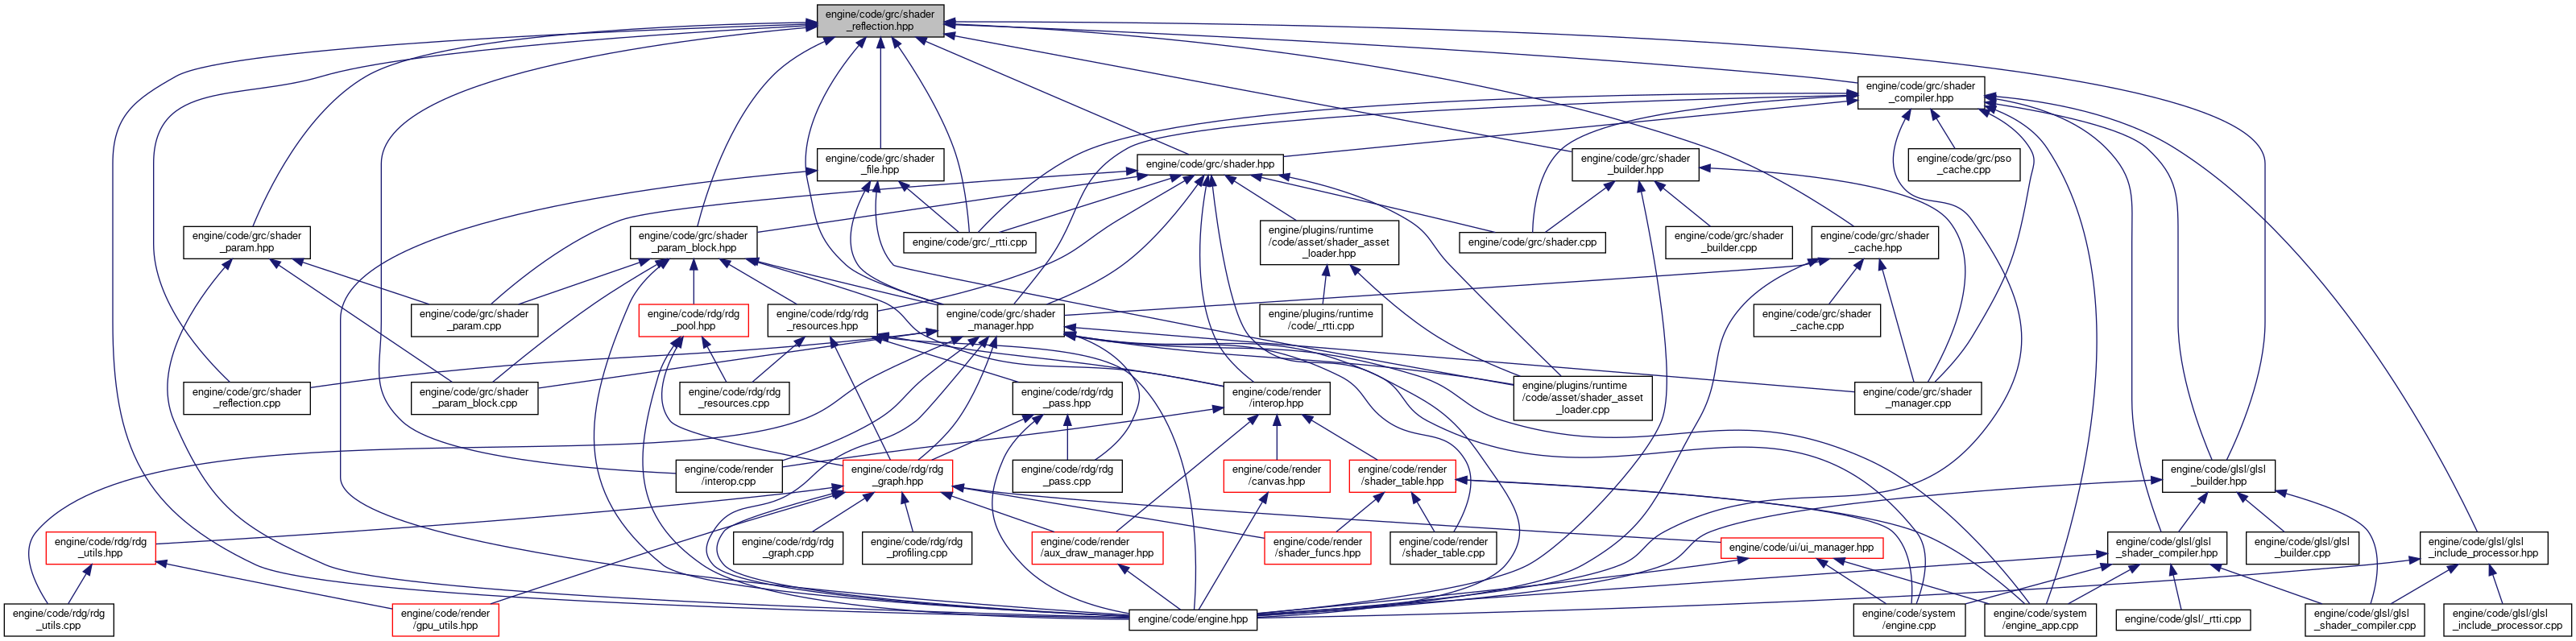 engine/code/grc/shader
_reflection.hpp
engine/code/grc/shader
_compiler.hpp
engine/code/grc/shader
_file.hpp
engine/code/grc/shader.hpp
engine/code/grc/shader
_builder.hpp
engine/code/grc/pso
_cache.cpp
engine/code/grc/shader
_param.hpp
engine/code/grc/shader
_param_block.hpp
engine/code/grc/_rtti.cpp
engine/plugins/runtime
/code/asset/shader_asset
_loader.hpp
engine/code/grc/shader.cpp
engine/code/grc/shader
_builder.cpp
engine/code/grc/shader
_cache.hpp
engine/code/grc/shader
_param.cpp
engine/code/rdg/rdg
_pool.hpp
engine/code/rdg/rdg
_resources.hpp
engine/code/grc/shader
_manager.hpp
engine/plugins/runtime
/code/_rtti.cpp
engine/code/grc/shader
_cache.cpp
engine/code/grc/shader
_reflection.cpp
engine/code/grc/shader
_param_block.cpp
engine/code/rdg/rdg
_resources.cpp
engine/code/rdg/rdg
_pass.hpp
engine/code/render
/interop.hpp
engine/plugins/runtime
/code/asset/shader_asset
_loader.cpp
engine/code/grc/shader
_manager.cpp
engine/code/render
/interop.cpp
engine/code/rdg/rdg
_graph.hpp
engine/code/rdg/rdg
_pass.cpp
engine/code/render
/canvas.hpp
engine/code/render
/shader_table.hpp
engine/code/glsl/glsl
_builder.hpp
engine/code/rdg/rdg
_utils.hpp
engine/code/rdg/rdg
_graph.cpp
engine/code/rdg/rdg
_profiling.cpp
engine/code/render
/aux_draw_manager.hpp
engine/code/render
/shader_funcs.hpp
engine/code/render
/shader_table.cpp
engine/code/ui/ui_manager.hpp
engine/code/glsl/glsl
_shader_compiler.hpp
engine/code/glsl/glsl
_builder.cpp
engine/code/glsl/glsl
_include_processor.hpp
engine/code/rdg/rdg
_utils.cpp
engine/code/render
/gpu_utils.hpp
engine/code/engine.hpp
engine/code/system
/engine.cpp
engine/code/system
/engine_app.cpp
engine/code/glsl/_rtti.cpp
engine/code/glsl/glsl
_shader_compiler.cpp
engine/code/glsl/glsl
_include_processor.cpp